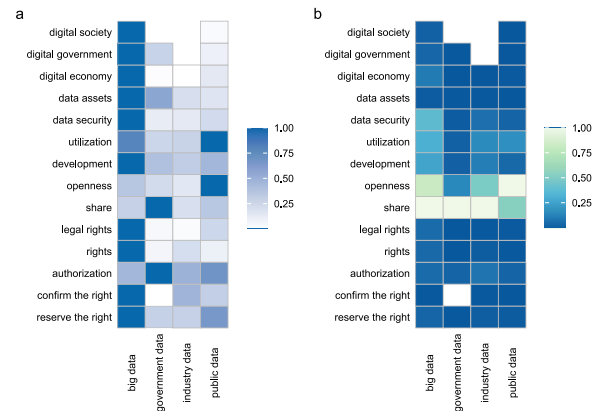 a
digital society
digital government
digital economy
data assets
data security
utilization
development
openness
share
legal rights
rights
authorization
confirm the right
reserve the right
big data
government data
industry data
public data
1,00
0,75
0,50
0,25
b
digital society
digital government
digital economy
data assets
data security
utilization
development
openness
share
legal rights
rights
authorization
confirm the right
reserve the right
big data
government data
industry data
public data
1,00
0,75
0,50
0,25